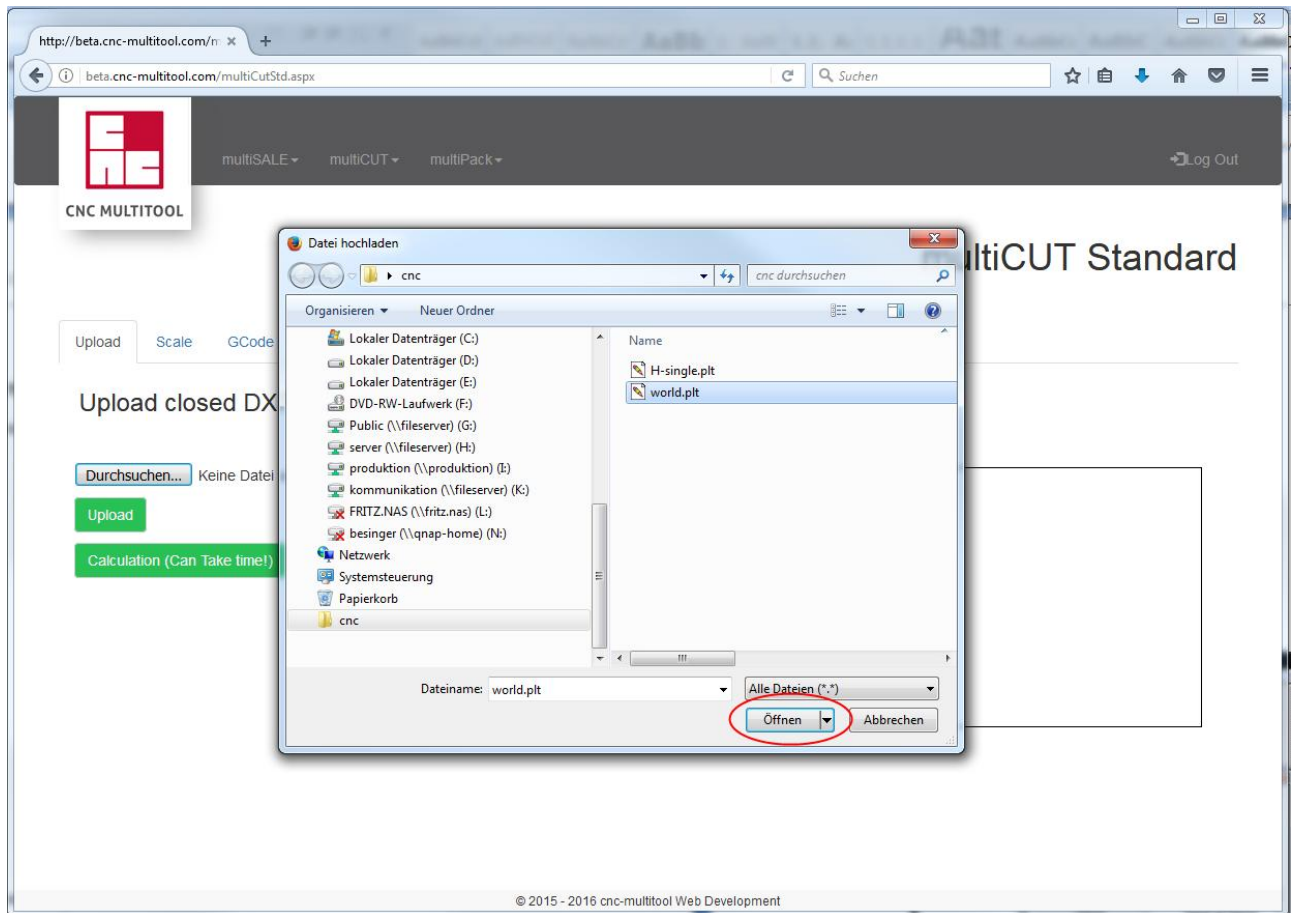 http://beta.cnc-multitool.com/m
beta.cnc-multitool.com/multiCutStd.aspx
Suchen
multiSALE
multiCUT
multiPack
Log Out
CNC MULTITOOL
Datei hochladen
ltiCUT Standard
cnc
cnc durchsuchen
Organisieren
Neuer Ordner
Upload
Scale
GCode
Upload closed DX
Durchsuchen...
Keine Datei
Upload
Calculation (Can Take time!)
Lokaler Datenträger (C:)
Lokaler Datenträger (D:)
Lokaler Datenträger (E:)
DVD-RW-Laufwerk (F:)
Public (\\fileserver) (G:)
server (\\fileserver) (H:)
produktion (\\produktion) (I:)
kommunikation (\\fileserver) (K:)
FRITZ.NAS (\\fritz.nas) (L:)
besinger (\\qnap-home) (N:)
Netzwerk
Systemsteuerung
Papierkorb
cnc
Name
H-single.plt
world.plt
Dateiname:
world.plt
Alle Dateien (*.*)
Öffnen
Abbrechen
© 2015 - 2016 cnc-multitool Web Development